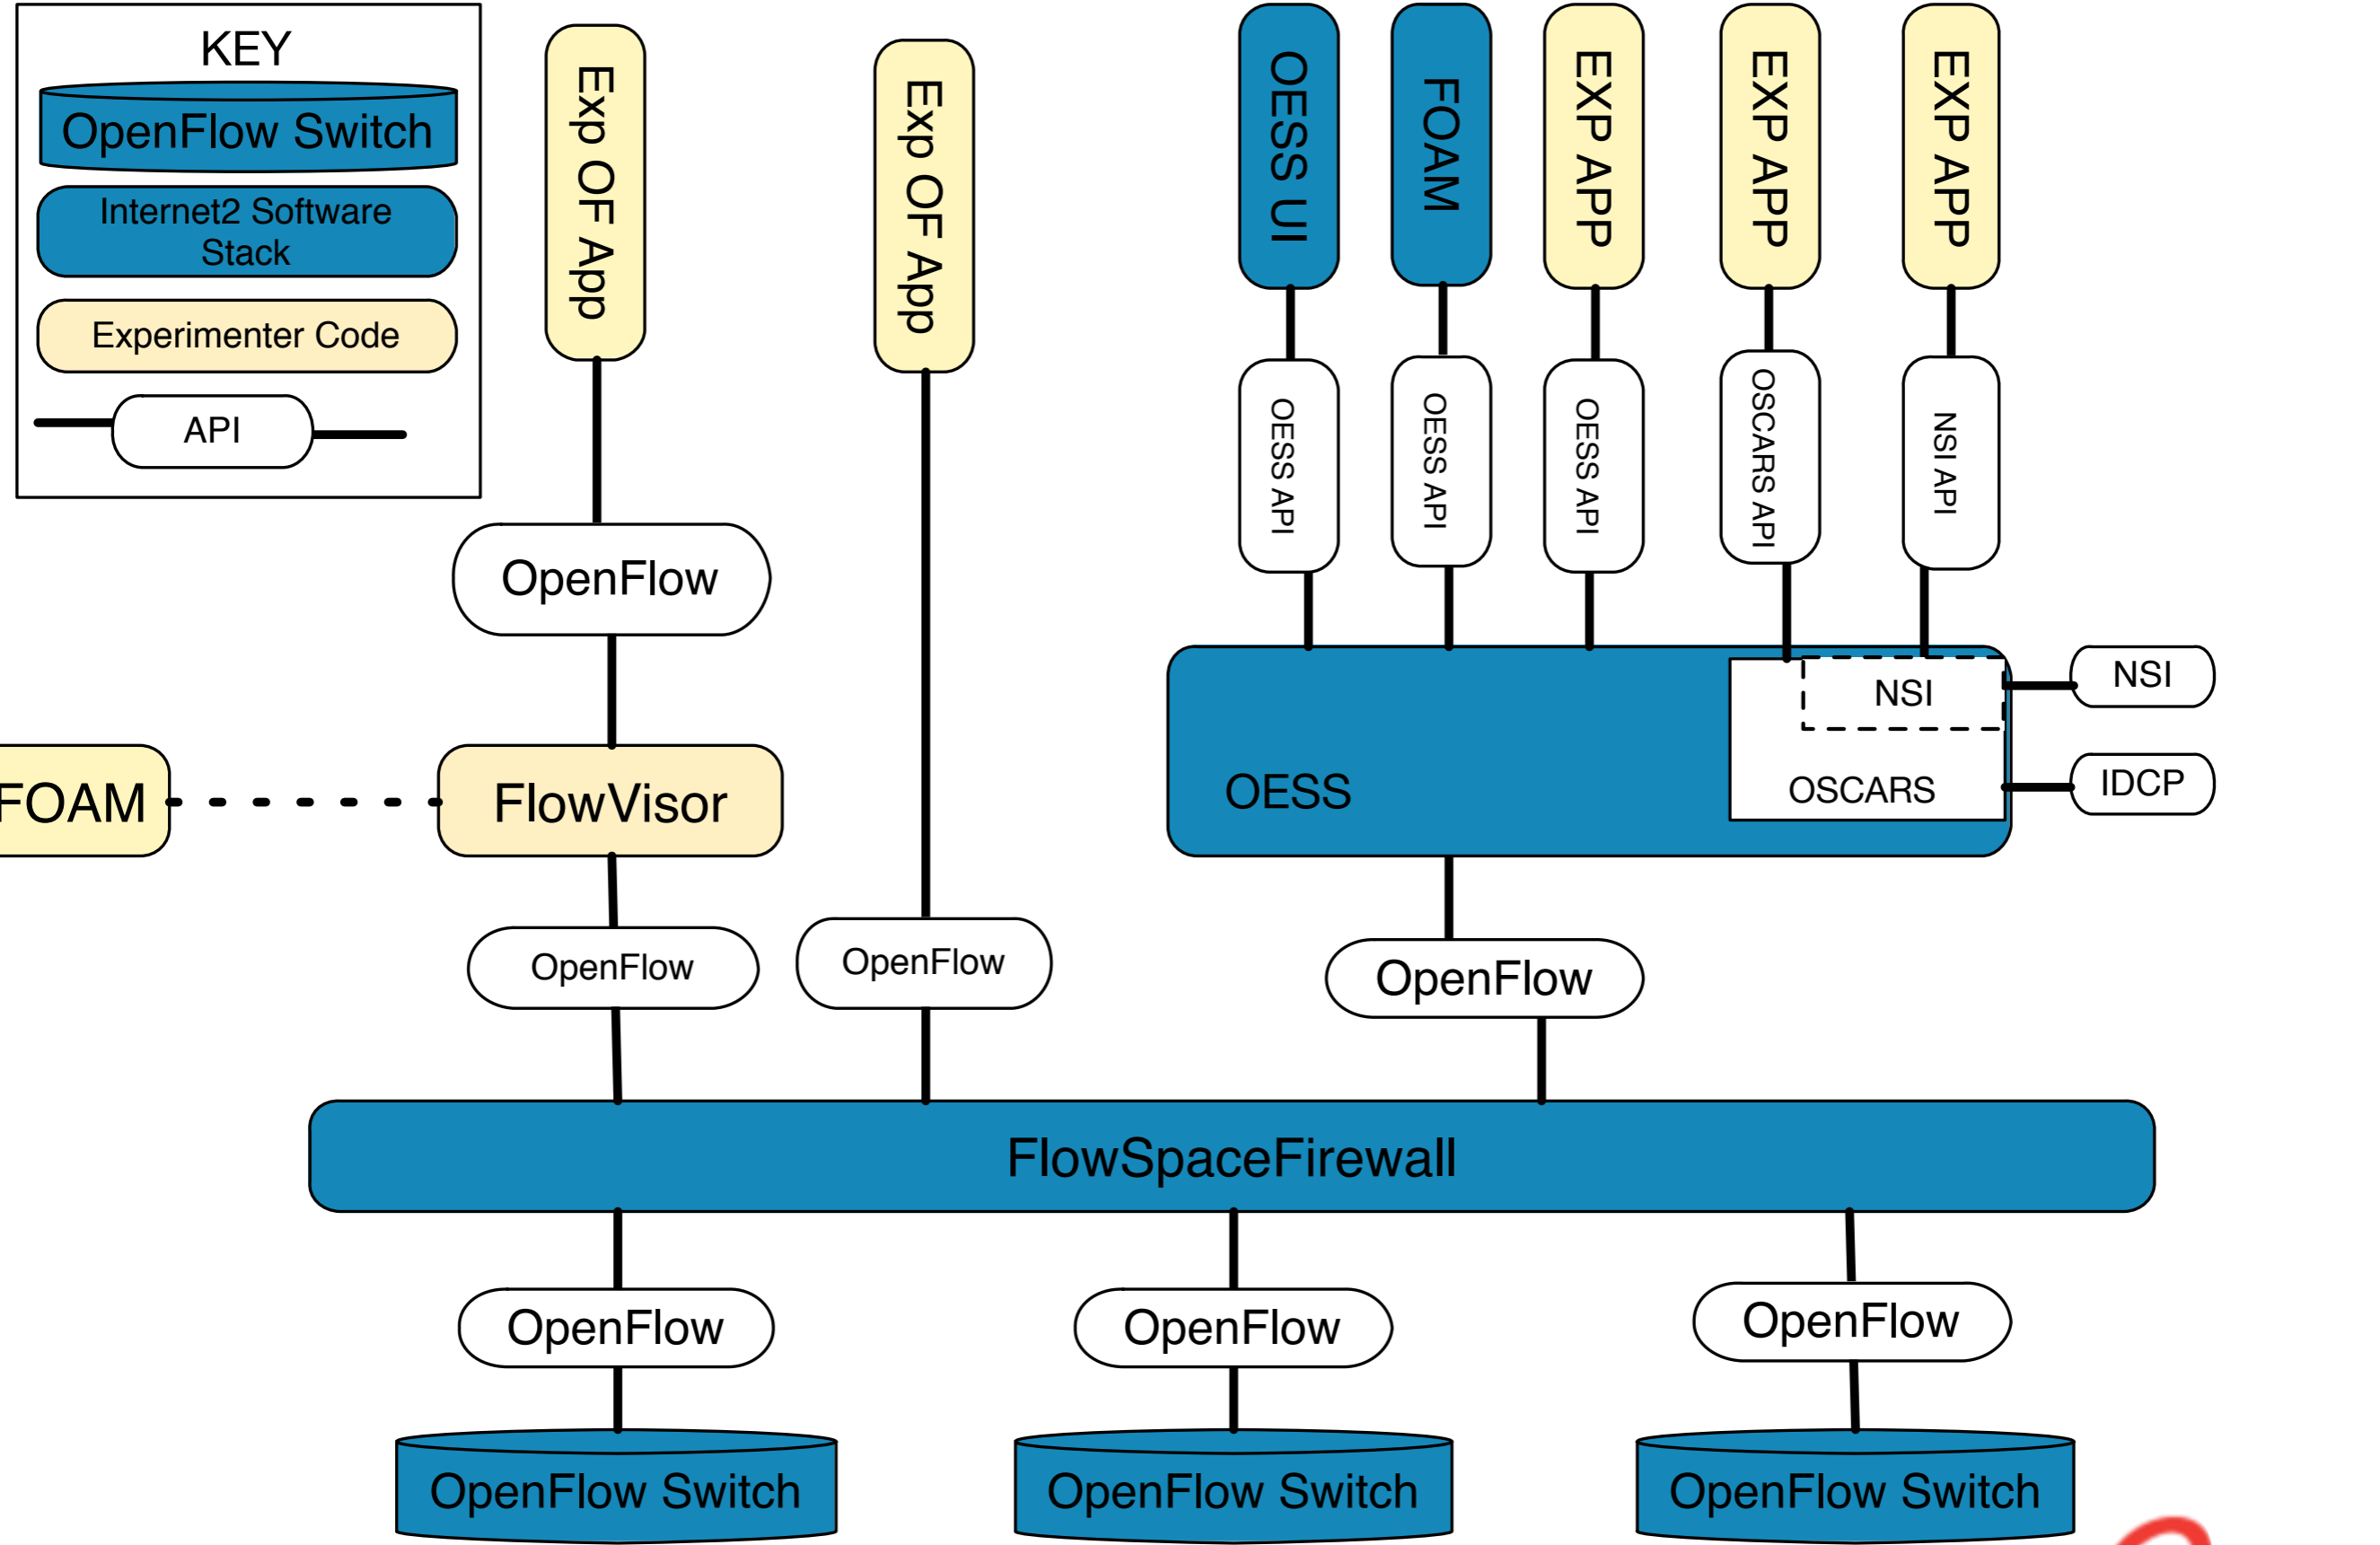 KEY
OpenFlow Switch
Internet2 Software
Stack
Experimenter Code
API
Exp OF App
Exp OF App
OESS UI
FOAM
EXP APP
EXP APP
EXP APP
OESS API
OESS API
OESS API
OSCARS API
NSI API
OpenFlow
NSI
NSI
FOAM
FlowVisor
OESS
OSCARS
IDCP
OpenFlow
OpenFlow
OpenFlow
FlowSpaceFirewall
OpenFlow
OpenFlow
OpenFlow
OpenFlow Switch
OpenFlow Switch
OpenFlow Switch